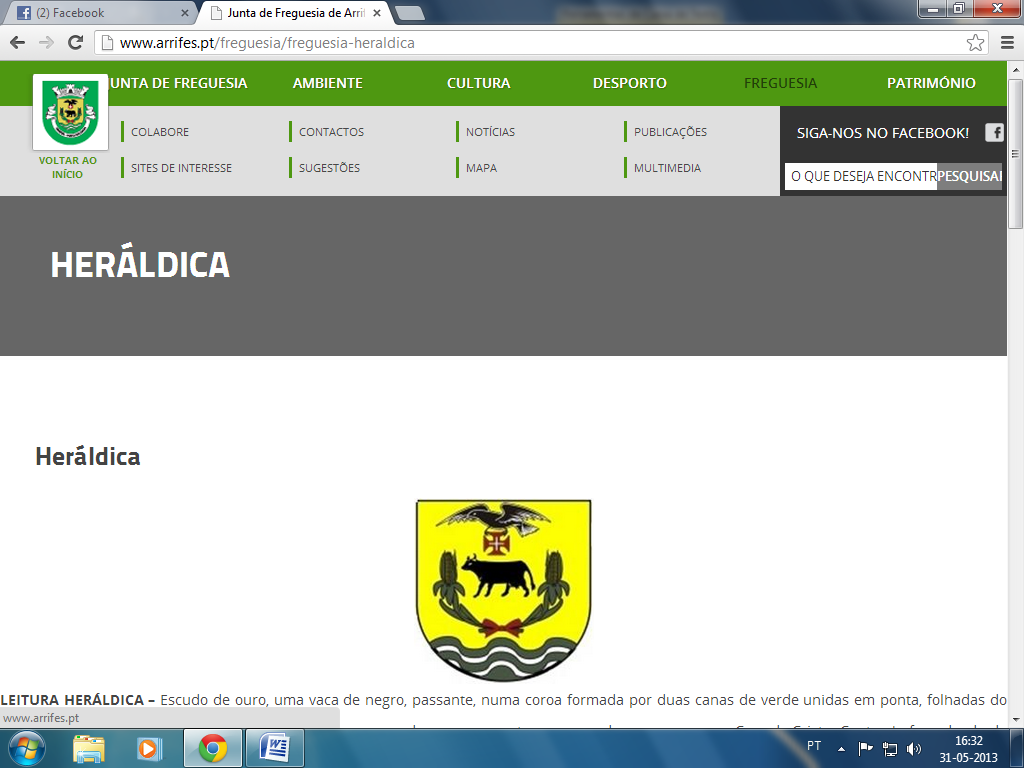 (2) Facebook
Junta de Freguesia de Arri
www.arrifes.pt/freguesia/freguesia-heraldica
JUNTA DE FREGUESIA
AMBIENTE
CULTURA
DESPORTO
FREGUESIA
PATRIMÓNIO
VOLTAR AO
INÍCIO
COLABORE
CONTACTOS
NOTÍCIAS
PUBLICAÇÕES
SITES DE INTERESSE
SUGESTÕES
MAPA
MULTIMEDIA
SIGA-NOS NO FACEBOOK!
O QUE DESEJA ENCONTR
PESQUISAR
HERÁLDICA
Heráldica
LEITURA HERÁLDICA – Escudo de ouro, uma vaca de negro, passante, numa coroa formada por duas canas de verde unidas em ponta, folhadas do
www.arrifes.pt
PT
16:32
31-05-2013